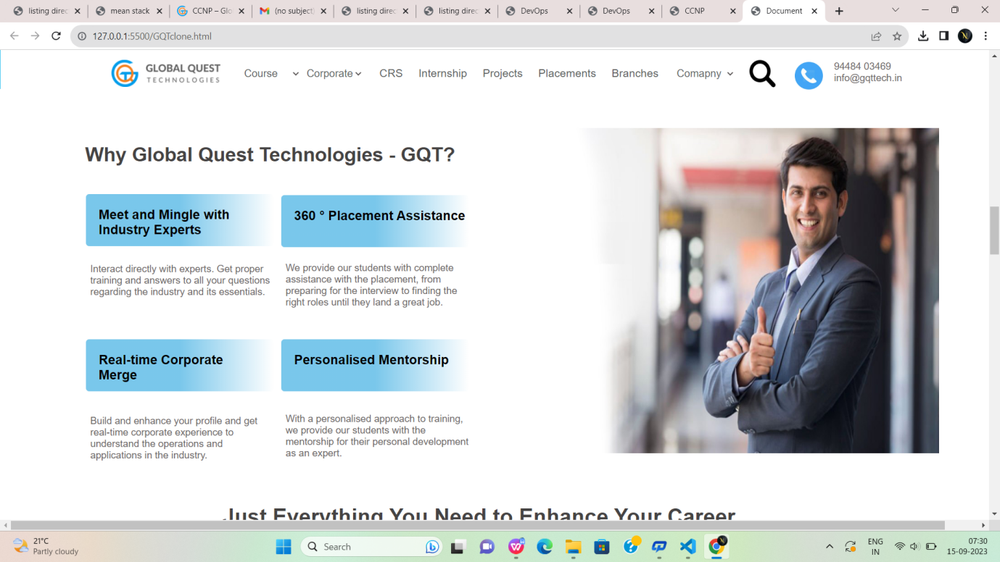 listing direc
mean stack
CCNP – Glo
(no subject)
listing direc
listing direc
DevOps
DevOps
CCNP
Document
127.0.0.1:5500/GQTclone.html
GLOBAL QUEST
TECHNOLOGIES
Course
Corporate
CRS
Internship
Projects
Placements
Branches
Comapny
94484 03469
info@gqttech.in
Why Global Quest Technologies - GQT?
Meet and Mingle with
Industry Experts
360 ° Placement Assistance
Interact directly with experts. Get proper
training and answers to all your questions
regarding the industry and its essentials.
We provide our students with complete
assistance with the placement, from
preparing for the interview to finding the
right roles until they land a great job.
Real-time Corporate
Merge
Personalised Mentorship
Build and enhance your profile and get
real-time corporate experience to
understand the operations and
applications in the industry.
With a personalised approach to training,
we provide our students with the
mentorship for their personal development
as an expert.
Just Everything You Need to Enhance Your Career
21°C
Partly cloudy
Search
ENG
IN
07:30
15-09-2023